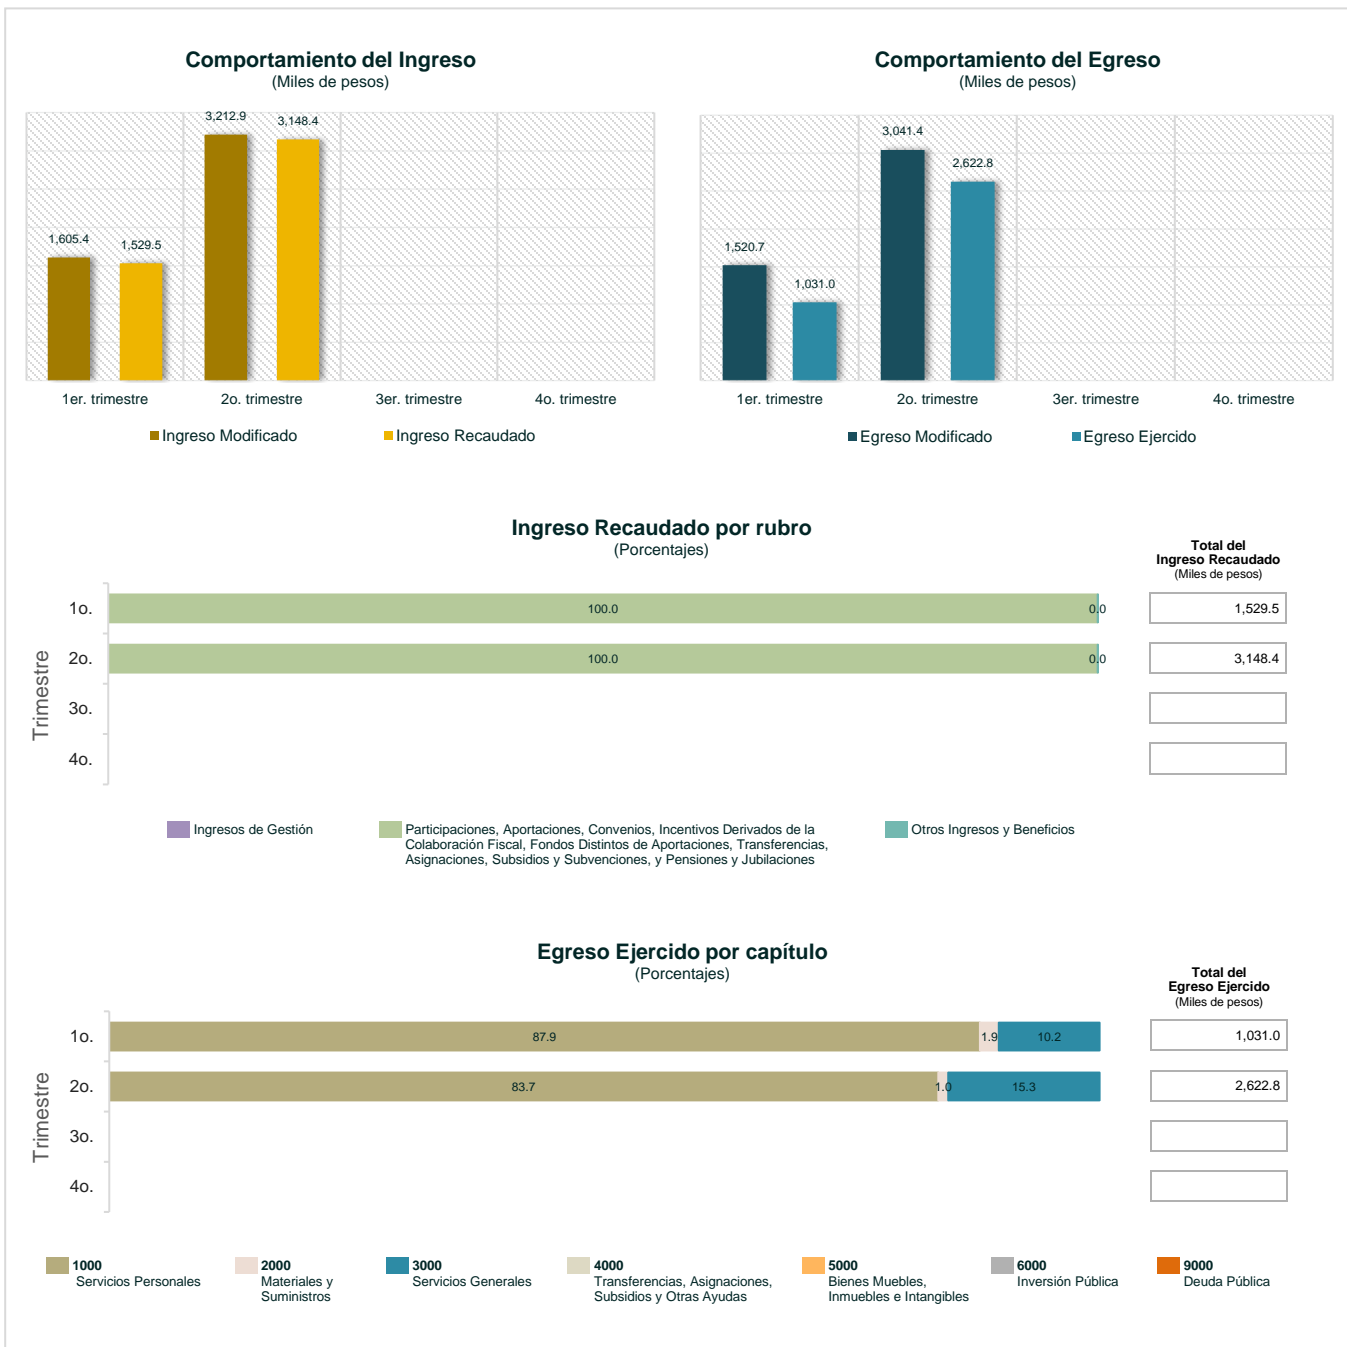 Comportamiento del Ingreso
(Miles de pesos)
3,212.9
3,148.4
1,605.4
1,529.5
1er. trimestre
2o. trimestre
3er. trimestre
4o. trimestre
Ingreso Modificado
Ingreso Recaudado
Comportamiento del Egreso
(Miles de pesos)
3,041.4
2,622.8
1,520.7
1,031.0
1er. trimestre
2o. trimestre
3er. trimestre
4o. trimestre
Egreso Modificado
Egreso Ejercido
Ingreso Recaudado por rubro
(Porcentajes)
Total del
Ingreso Recaudado
(Miles de pesos)
Trimestre
1o.
100.0
0.0
1,529.5
2o.
100.0
0.0
3,148.4
3o.
4o.
Ingresos de Gestión
Participaciones, Aportaciones, Convenios, Incentivos Derivados de la
Colaboración Fiscal, Fondos Distintos de Aportaciones, Transferencias,
Asignaciones, Subsidios y Subvenciones, y Pensiones y Jubilaciones
Otros Ingresos y Beneficios
Egreso Ejercido por capítulo
(Porcentajes)
Total del
Egreso Ejercido
(Miles de pesos)
Trimestre
1o.
87.9
1.9
10.2
1,031.0
2o.
83.7
1.0
15.3
2,622.8
3o.
4o.
1000
Servicios Personales
2000
Materiales y
Suministros
3000
Servicios Generales
4000
Transferencias, Asignaciones,
Subsidios y Otras Ayudas
5000
Bienes Muebles,
Inmuebles e Intangibles
6000
Inversión Pública
9000
Deuda Pública